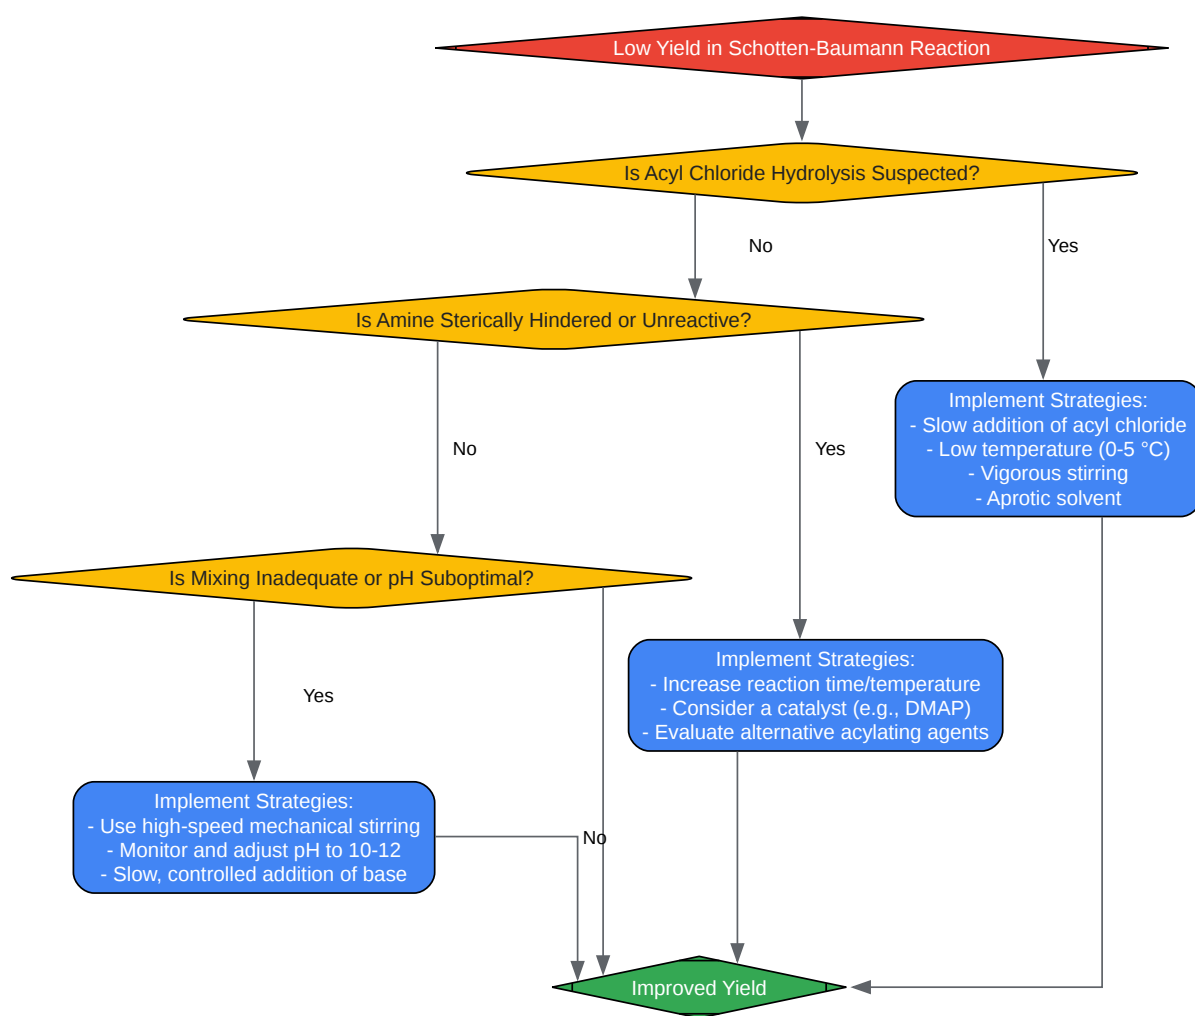 Low Yield in Schotten-Baumann Reaction
Is Acyl Chloride Hydrolysis Suspected?
No
Yes
Is Amine Sterically Hindered or Unreactive?
Implement Strategies:
- Slow addition of acyl chloride
- Low temperature (0-5 °C)
- Vigorous stirring
- Aprotic solvent
No
Yes
Is Mixing Inadequate or pH Suboptimal?
Implement Strategies:
- Increase reaction time/temperature
- Consider a catalyst (e.g., DMAP)
- Evaluate alternative acylating agents
Yes
Implement Strategies:
- Use high-speed mechanical stirring
- Monitor and adjust pH to 10-12
- Slow, controlled addition of base
No
Improved Yield